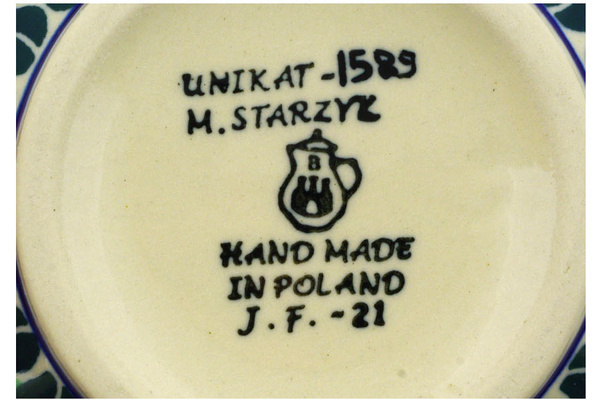 UNIKAT -1589
M. STARZYK
B
HAND MADE
IN POLAND
J. F. - 21